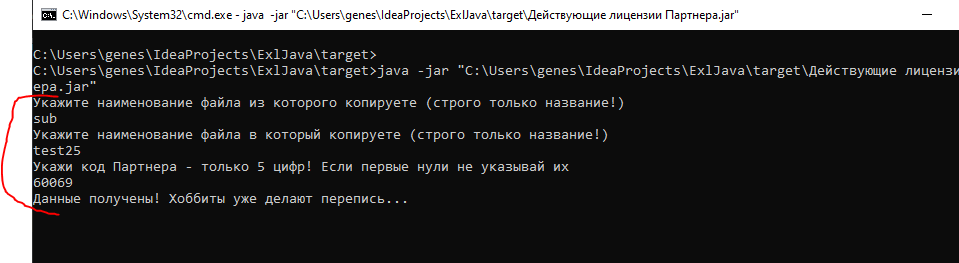 C:\Windows\System32\cmd.exe - java -jar "C:\Users\genes\IdeaProjects\ExlJava\target\Действующие лицензии Партнера.jar"
C:\Users\genes\IdeaProjects\ExlJava\target>
C:\Users\genes\IdeaProjects\ExlJava\target>java -jar "C:\Users\genes\IdeaProjects\ExlJava\target\Действующие лицензи
ера.jar"
Укажите наименование файла из которого копируете (строго только название!)
sub
Укажите наименование файла в который копируете (строго только название!)
test25
Укажи код Партнера - только 5 цифр! Если первые нули не указывай их
60069
Данные получены! Хоббиты уже делают перепись...